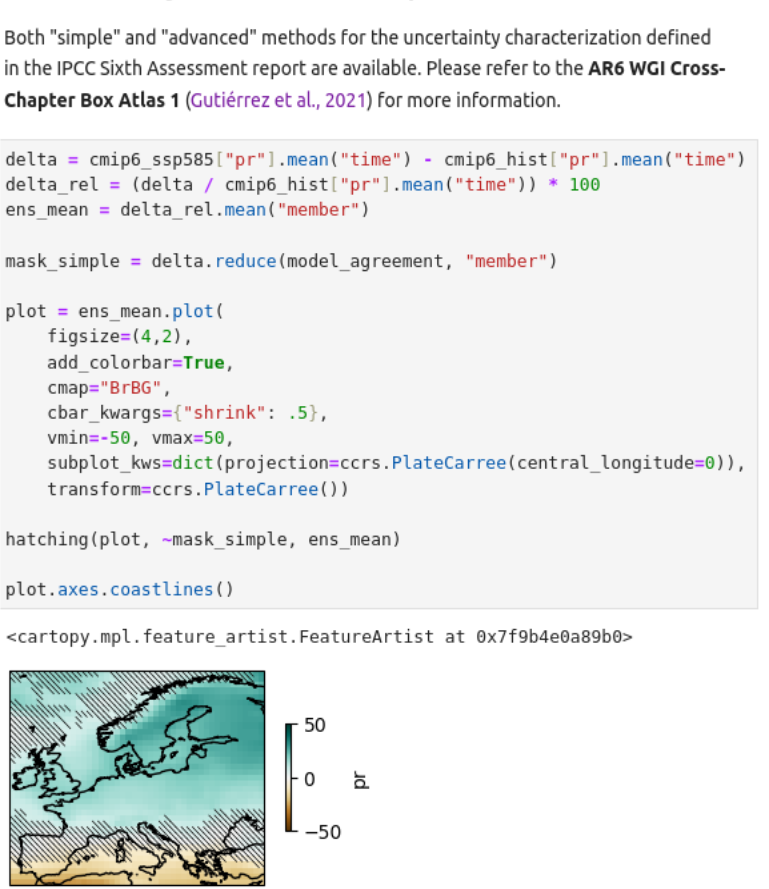 Both "simple" and "advanced" methods for the uncertainty characterization defined
in the IPCC Sixth Assessment report are available. Please refer to the AR6 WGI Cross-
Chapter Box Atlas 1 (Gutiérrez et al., 2021) for more information.
delta = cmip6_ssp585["pr"].mean("time") - cmip6_hist["pr"].mean("time")
delta_rel = (delta / cmip6_hist["pr"].mean("time")) * 100
ens_mean = delta_rel.mean("member")

mask_simple = delta.reduce(model_agreement, "member")

plot = ens_mean.plot(
    figsize=(4,2),
    add_colorbar=True,
    cmap="BrBG",
    cbar_kwargs={"shrink": .5},
    vmin=-50, vmax=50,
    subplot_kws=dict(projection=ccrs.PlateCarree(central_longitude=0)),
    transform=ccrs.PlateCarree())

hatching(plot, ~mask_simple, ens_mean)

plot.axes.coastlines()
<cartopy.mpl.feature_artist.FeatureArtist at 0x7f9b4e0a89b0>
50
0
−50
pr